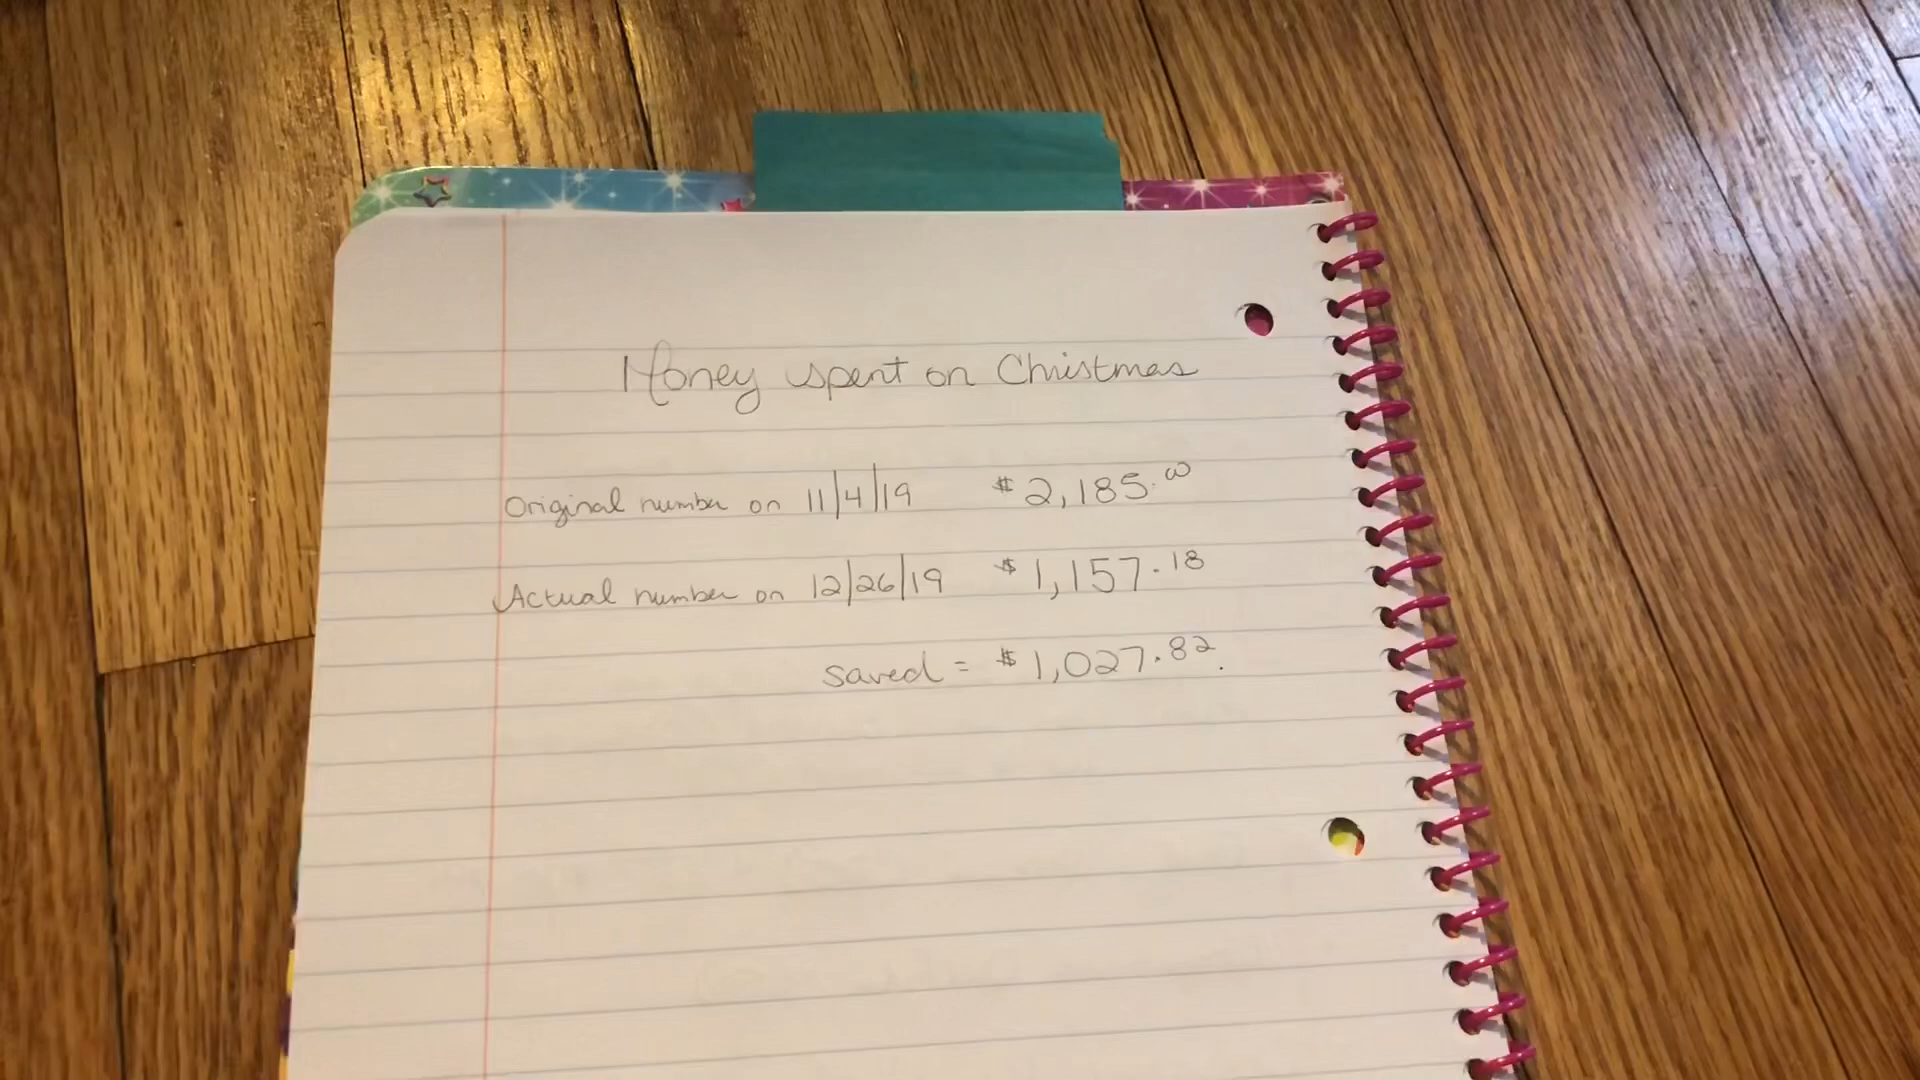 Money spent on Christmas
Original number on 11/4/19 $2,185.00
Actual number on 12/26/19 $1,157.18
saved = $1,027.82.